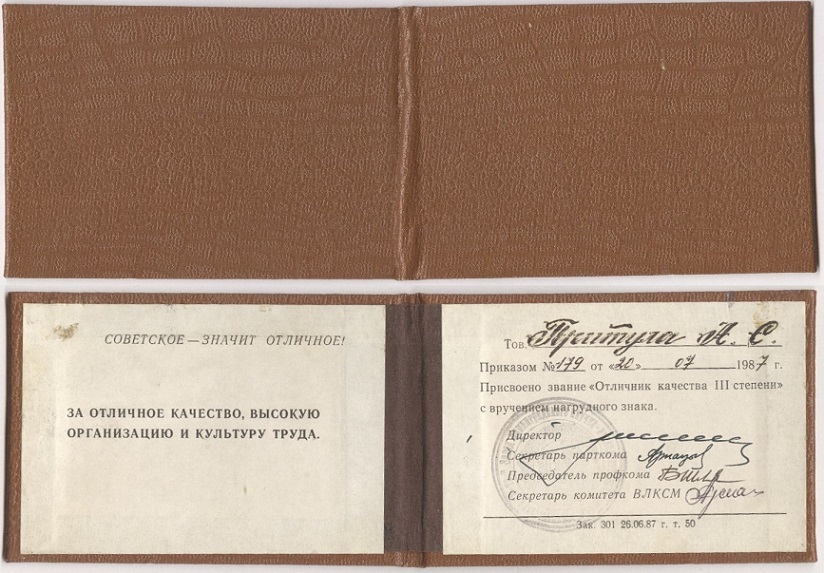 СОВЕТСКОЕ — ЗНАЧИТ ОТЛИЧНОЕ!
ЗА ОТЛИЧНОЕ КАЧЕСТВО, ВЫСОКУЮ
ОРГАНИЗАЦИЮ И КУЛЬТУРУ ТРУДА.
Тов. Притула А. С.
Приказом № 179 от «20» 07 1987 г.
Присвоено звание «Отличник качества III степени»
с вручением нагрудного знака.
Директор
Секретарь парткома
Председатель профкома
Секретарь комитета ВЛКСМ
Зак. 301 26.06.87 г. т. 50